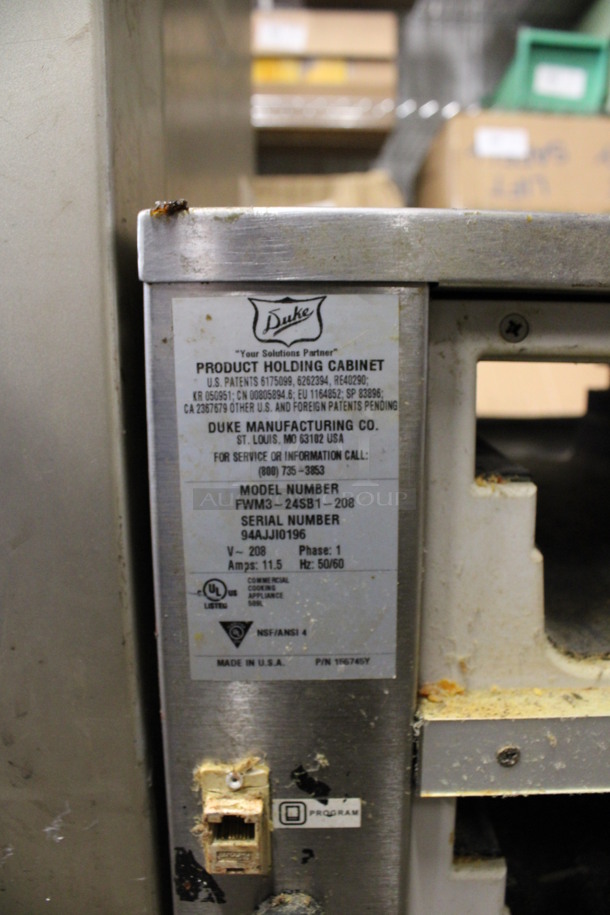 Duke
"Your Solutions Partner"
PRODUCT HOLDING CABINET
U.S. PATENTS 6175099, 6262394, RE40290;
KR 050951; CN 00805894.6; EU 1164852; SP 83896;
CA 2367679 OTHER U.S. AND FOREIGN PATENTS PENDING
DUKE MANUFACTURING CO.
ST. LOUIS, MO 63102 USA
FOR SERVICE OR INFORMATION CALL:
(800) 735-3853
MODEL NUMBER
FWM3-24SB1-208
SERIAL NUMBER
94AJJI0196
V~ 208 Phase: 1
Amps: 11.5 Hz: 50/60
C UL US
LISTED
COMMERCIAL
COOKING
APPLIANCE
508L
NSF/ANSI 4
MADE IN U.S.A. P/N 156745Y
PROGRAM